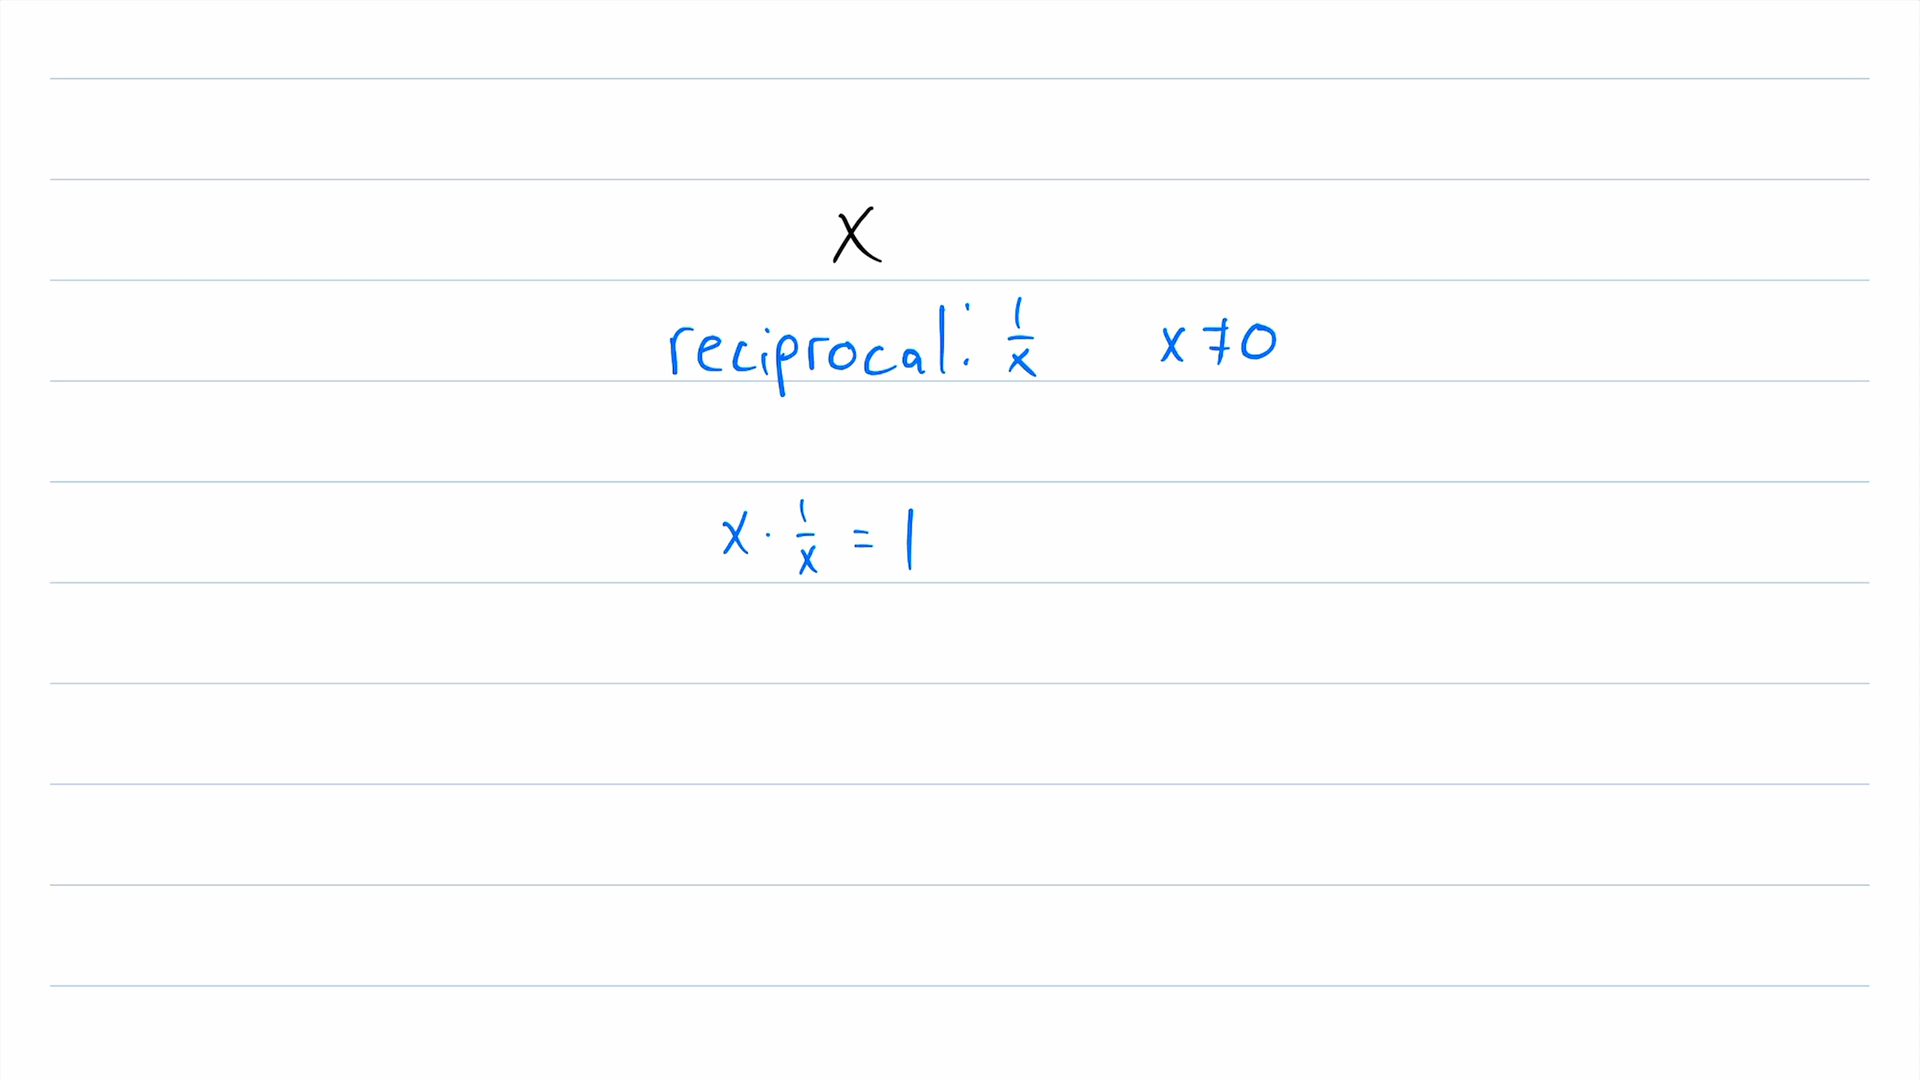 x
reciprocal: 1/x x≠0
x · 1/x = 1